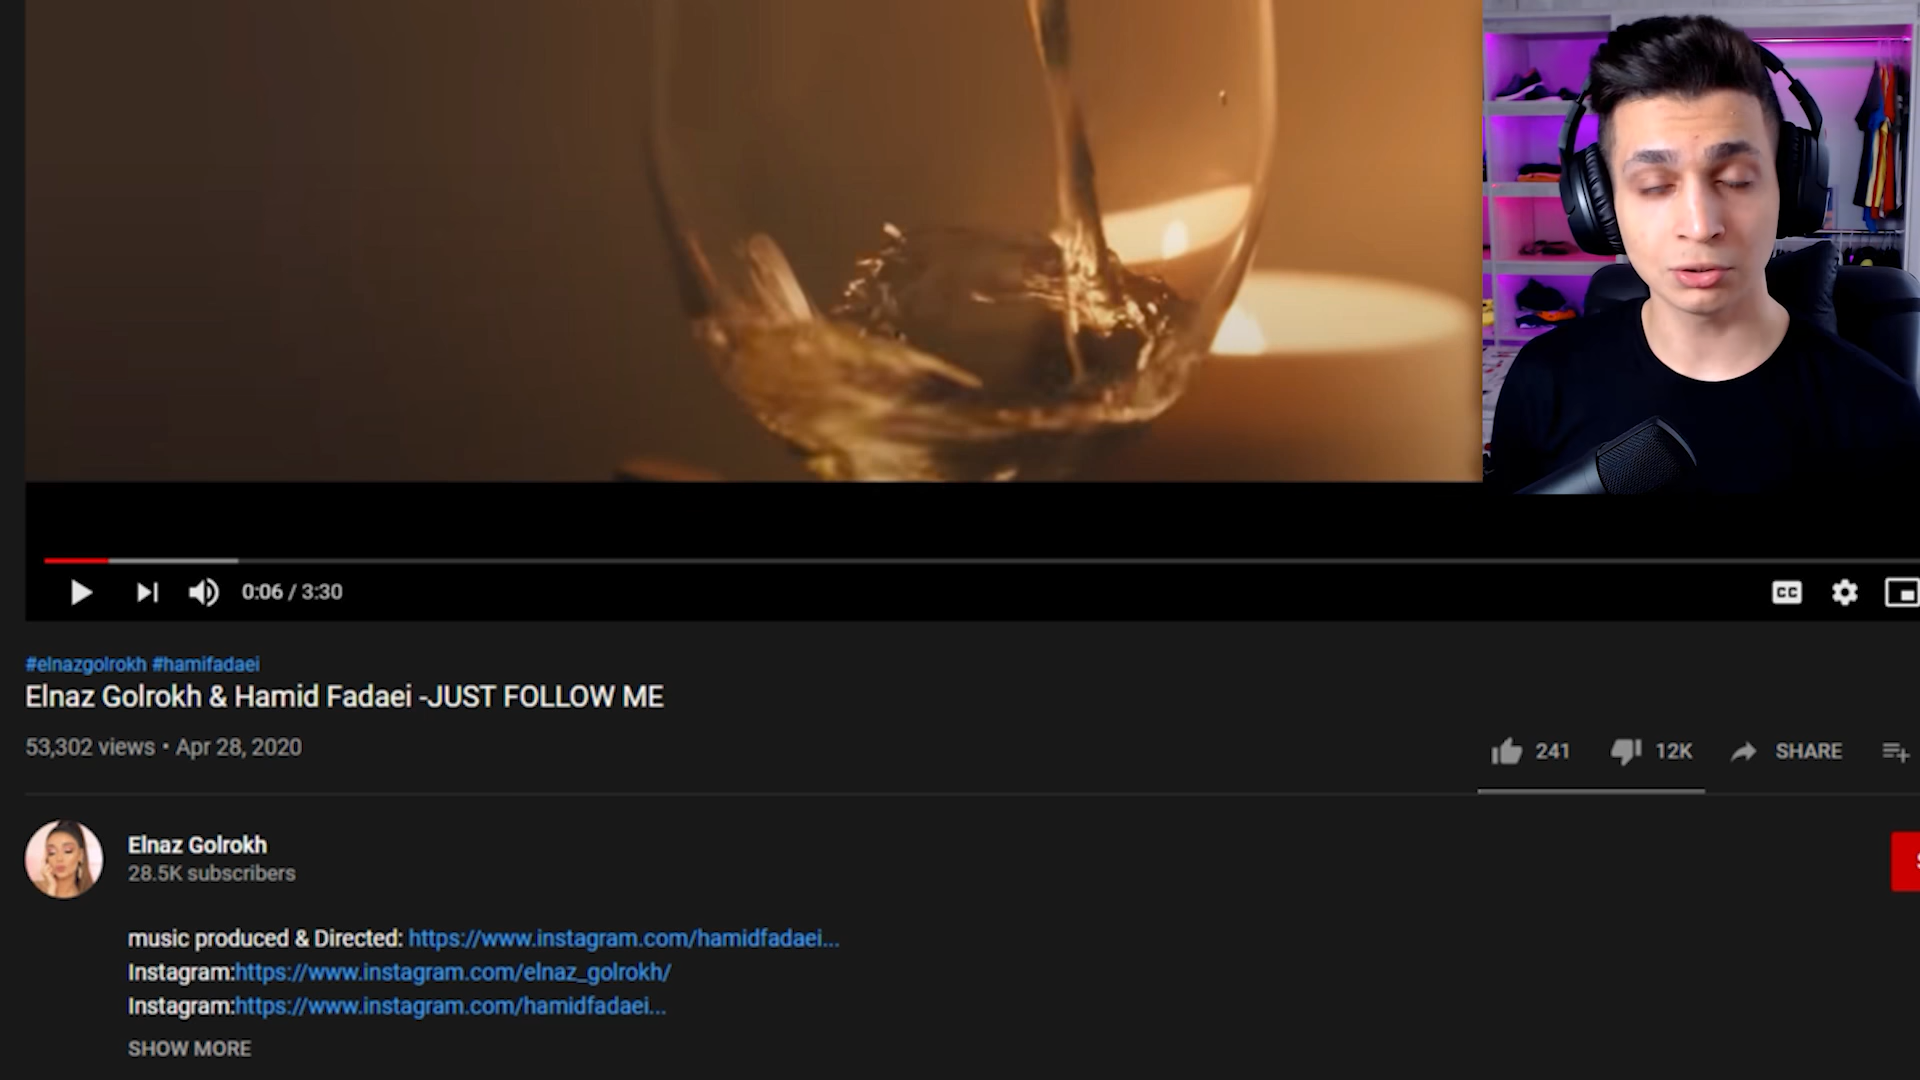 0:06 / 3:30
CC
#elnazgolrokh #hamifadaei
Elnaz Golrokh & Hamid Fadaei -JUST FOLLOW ME
53,302 views • Apr 28, 2020
241
12K
SHARE
Elnaz Golrokh
28.5K subscribers
music produced & Directed: https://www.instagram.com/hamidfadaei...
Instagram:https://www.instagram.com/elnaz_golrokh/
Instagram:https://www.instagram.com/hamidfadaei...
SHOW MORE